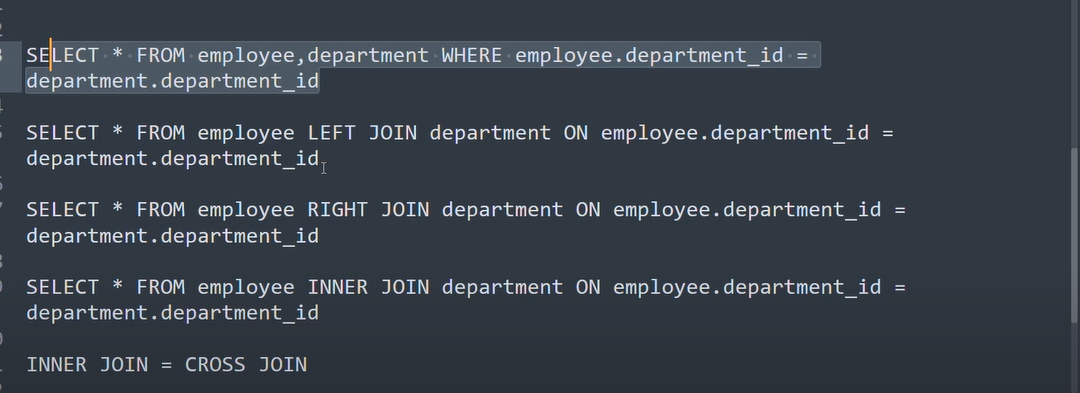 SELECT * FROM employee,department WHERE employee.department_id =
department.department_id
SELECT * FROM employee LEFT JOIN department ON employee.department_id =
department.department_id
SELECT * FROM employee RIGHT JOIN department ON employee.department_id =
department.department_id
SELECT * FROM employee INNER JOIN department ON employee.department_id =
department.department_id
INNER JOIN = CROSS JOIN